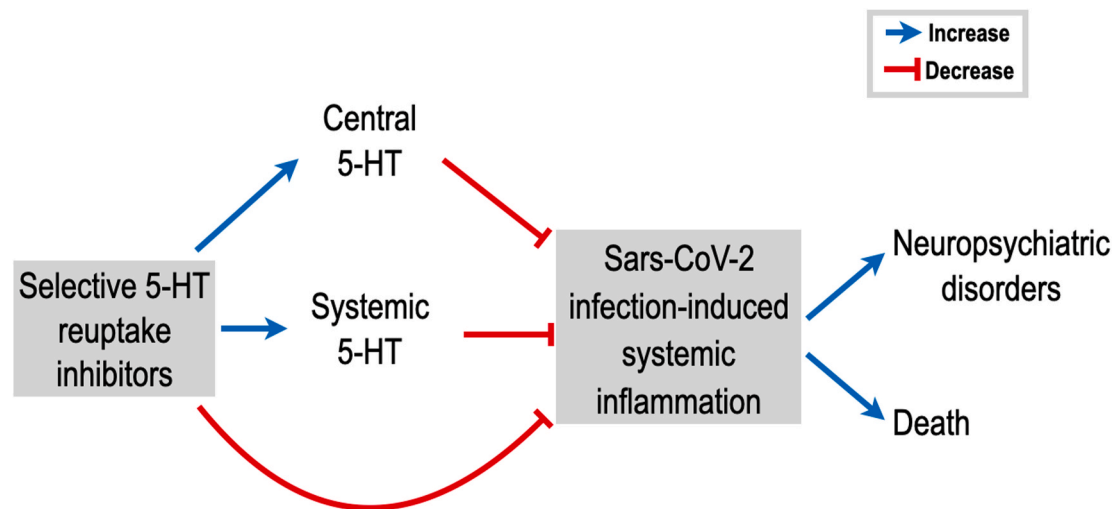 Increase
Decrease
Central
5-HT
Selective 5-HT
reuptake
inhibitors
Systemic
5-HT
Sars-CoV-2
infection-induced
systemic
inflammation
Neuropsychiatric
disorders
Death